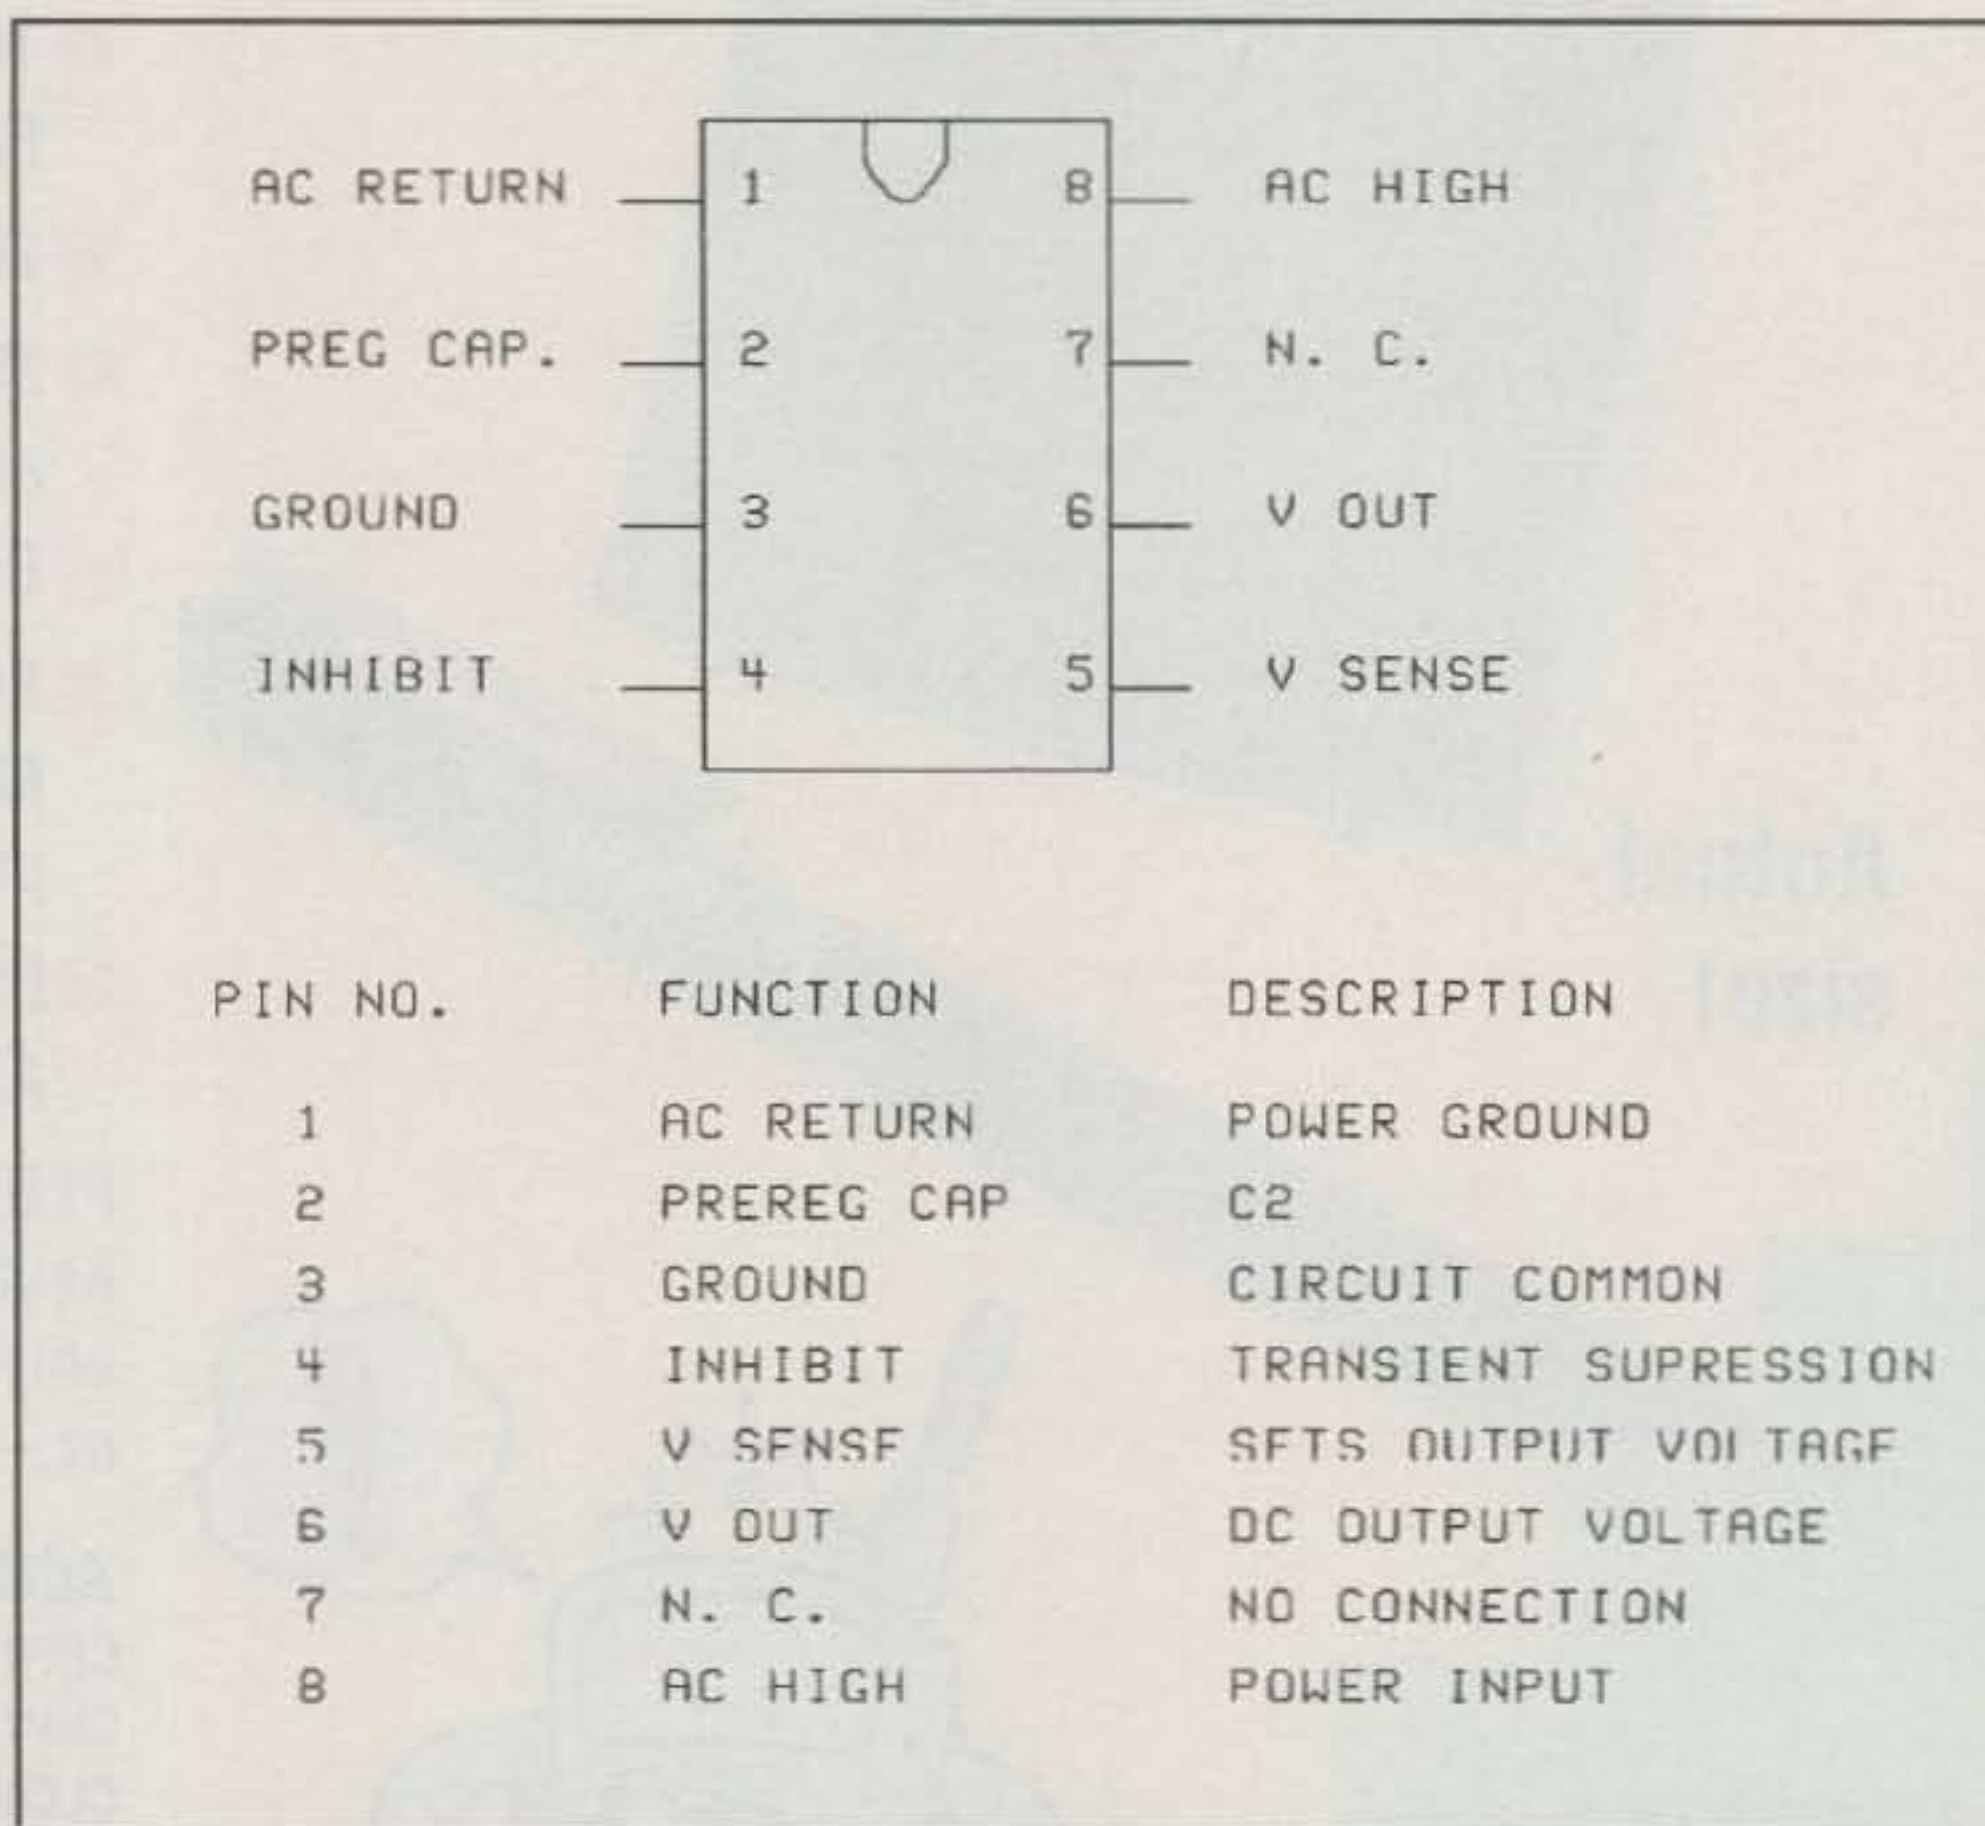 AC RETURN 1 8 AC HIGH
PREG CAP. 2 7 N. C.
GROUND 3 6 V OUT
INHIBIT 4 5 V SENSE
PIN NO. FUNCTION DESCRIPTION
1 AC RETURN POWER GROUND
2 PREREG CAP C2
3 GROUND CIRCUIT COMMON
4 INHIBIT TRANSIENT SUPRESSION
5 V SENSE SETS OUTPUT VOLTAGE
6 V OUT DC OUTPUT VOLTAGE
7 N. C. NO CONNECTION
8 AC HIGH POWER INPUT